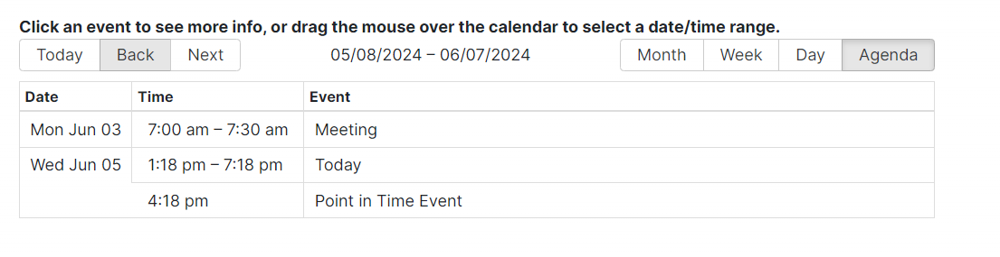 Click an event to see more info, or drag the mouse over the calendar to select a date/time range.
Today Back Next 05/08/2024 – 06/07/2024 Month Week Day Agenda
Date Time Event
Mon Jun 03 7:00 am – 7:30 am Meeting
Wed Jun 05 1:18 pm – 7:18 pm Today
4:18 pm Point in Time Event